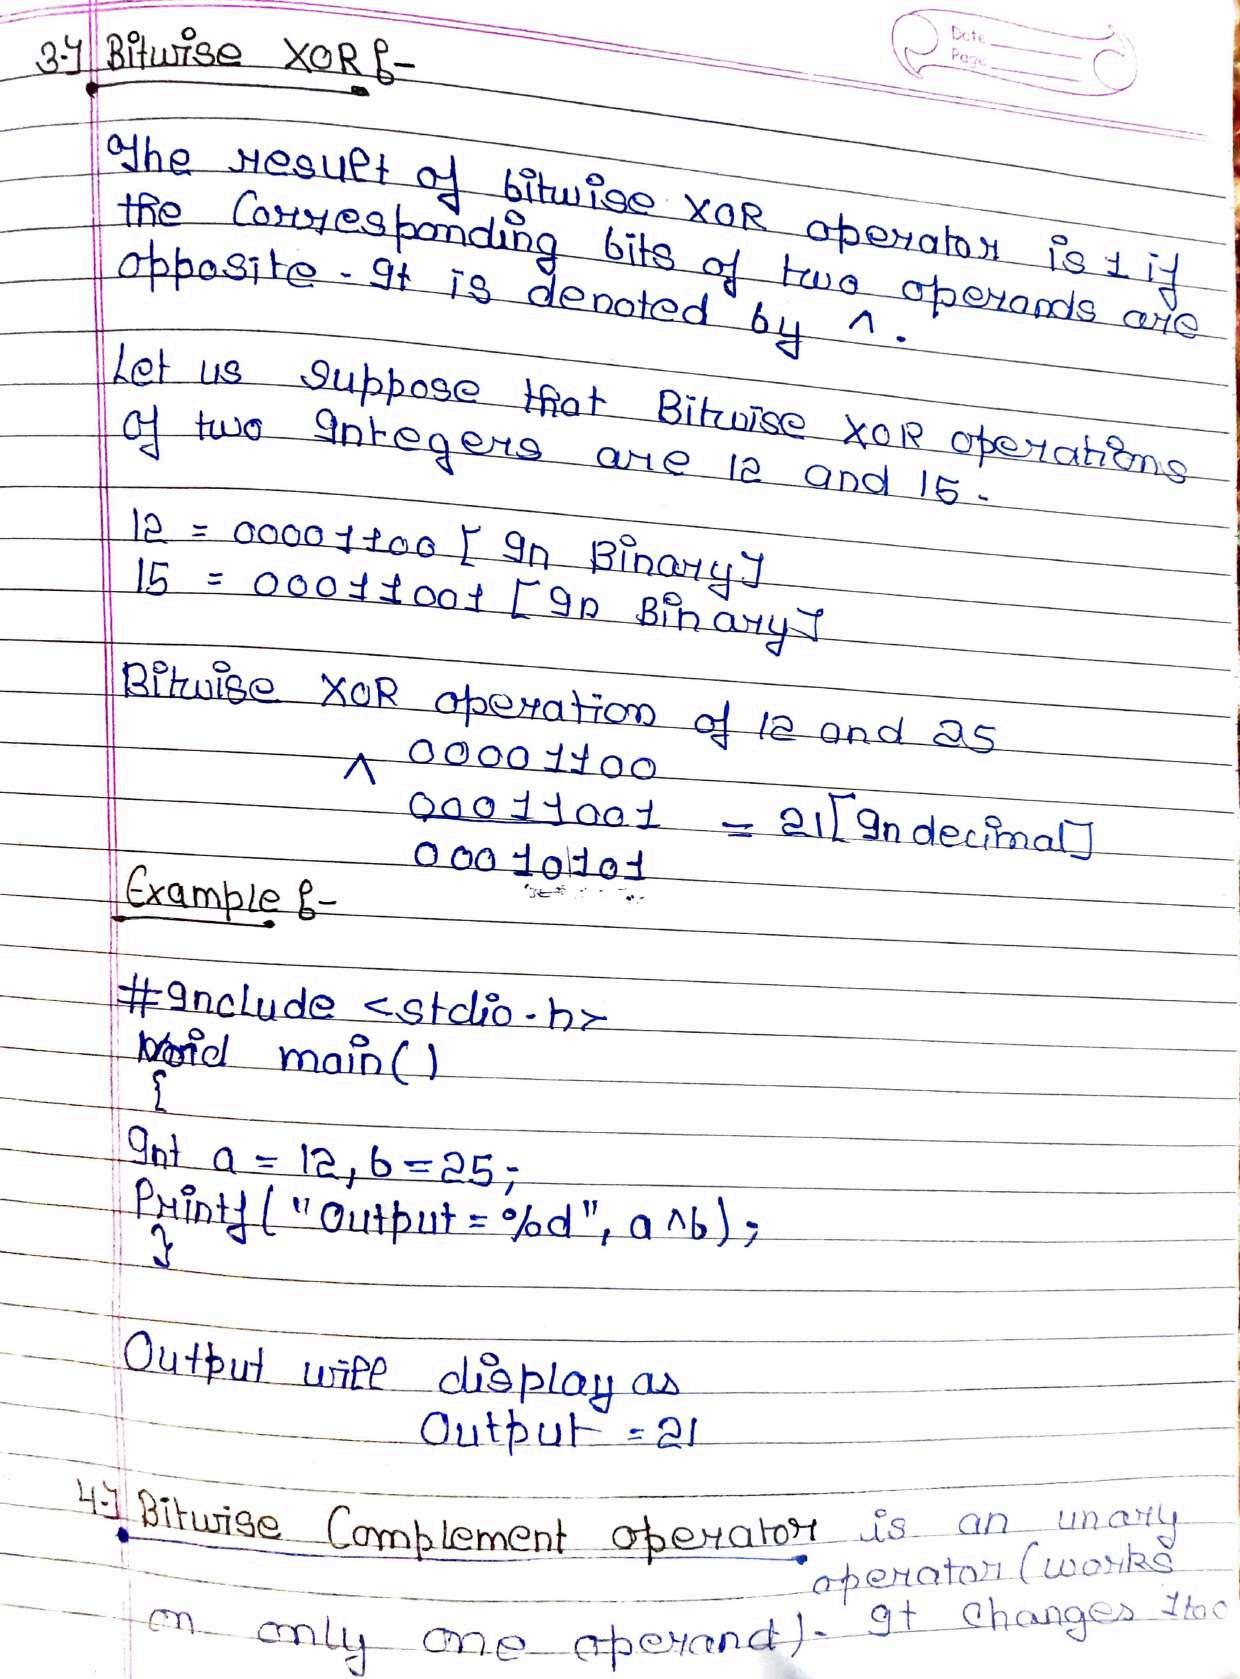 Date
Page
3.] Bitwise XOR :-
The result of bitwise XOR operator is 1 if
the Corresponding bits of two operands are
opposite. It is denoted by ^.
Let us suppose that Bitwise XOR operations
of two Integers are 12 and 15.
12 = 00001100 [In Binary]
15 = 00011001 [In Binary]
Bitwise XOR operation of 12 and 25
00001100
^
00011001 = 21[In decimal]
00010101
Example :-
#Include <stdio.h>
Void main()
{
Int a = 12, b = 25;
Printf("Output = %d", a ^ b);
}
Output will display as
Output = 21
4.] Bitwise Complement operator is an unary
operator (works
on only one operand). It changes 1 to 0